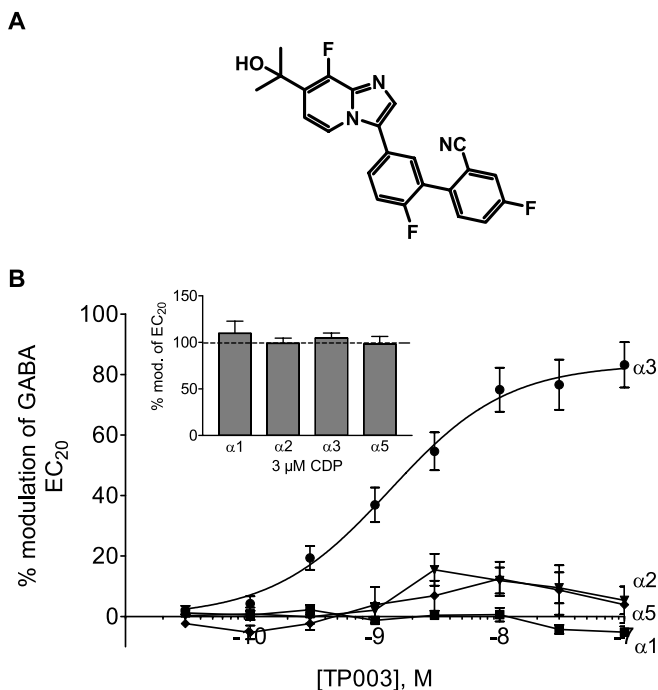 A
HO
F
N
N
NC
F
F
B
% modulation of GABA
EC20
100
80
60
40
20
0
% mod. of EC20
150
100
50
0
α1 α2 α3 α5
3 μM CDP
α3
α2
α5
α1
-10 -9 -8 -7
[TP003], M